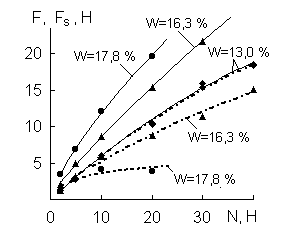 F, Fs, H
W=16,3 %
W=17,8 %
W=13,0%
20
15
W=16,3 %
10
5
W=17,8 %
0 10 20 30 N, H